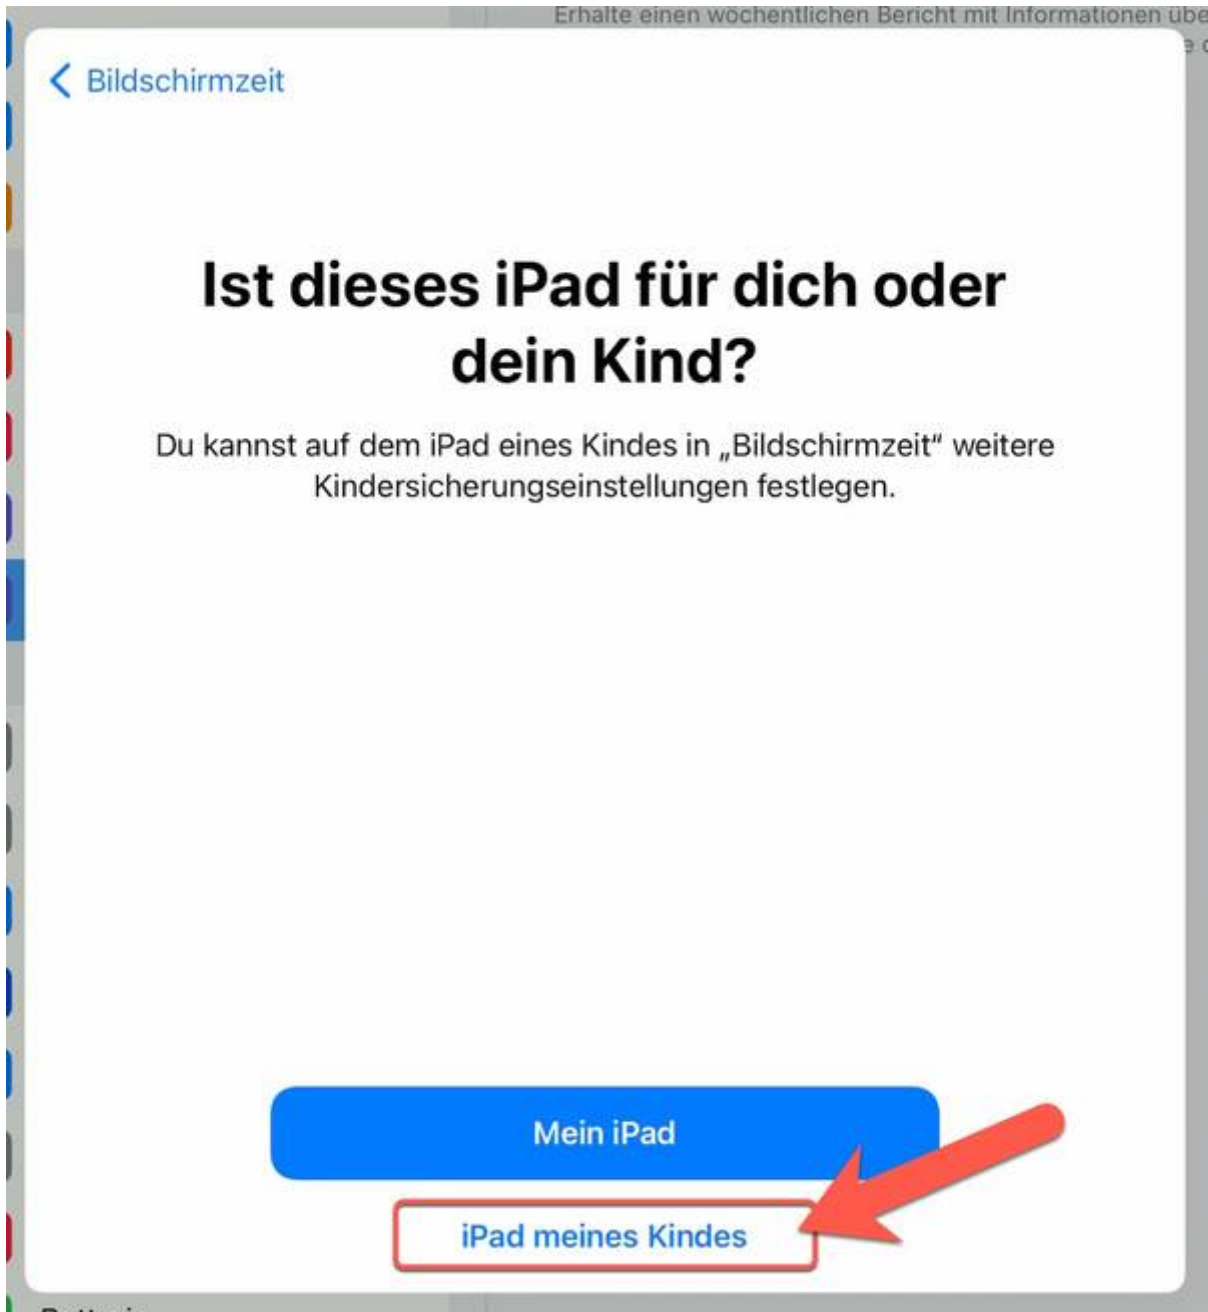 Erhalte einen wöchentlichen Bericht mit Informationen übe
Bildschirmzeit
Ist dieses iPad für dich oder
dein Kind?
Du kannst auf dem iPad eines Kindes in „Bildschirmzeit“ weitere
Kindersicherungseinstellungen festlegen.
Mein iPad
iPad meines Kindes